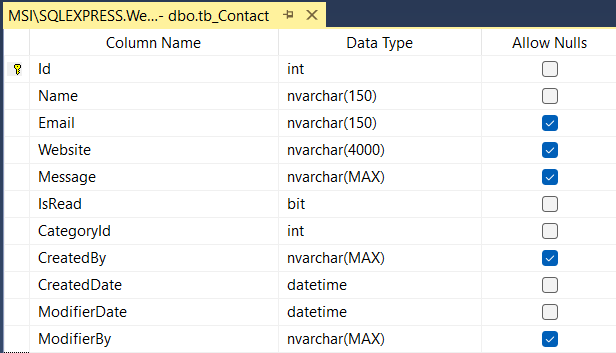 MSI\SQLEXPRESS.We...- dbo.tb_Contact
Column Name Data Type Allow Nulls
Id int
Name nvarchar(150)
Email nvarchar(150)
Website nvarchar(4000)
Message nvarchar(MAX)
IsRead bit
CategoryId int
CreatedBy nvarchar(MAX)
CreatedDate datetime
ModifierDate datetime
ModifierBy nvarchar(MAX)